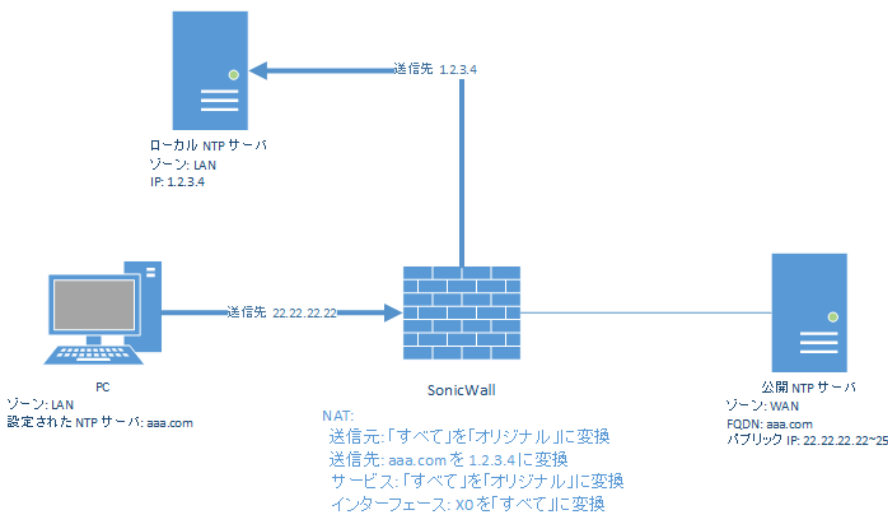 送信先 1.2.3.4
ローカル NTP サーバ
ゾーン: LAN
IP: 1.2.3.4
送信先 22.22.22.22
PC
ゾーン: LAN
設定された NTP サーバ: aaa.com
SonicWall
NAT:
送信元: 「すべて」を「オリジナル」に変換
送信先: aaa.com を 1.2.3.4 に変換
サービス: 「すべて」を「オリジナル」に変換
インターフェース: X0 を「すべて」に変換
公開 NTP サーバ
ゾーン: WAN
FQDN: aaa.com
パブリック IP: 22.22.22.22~25